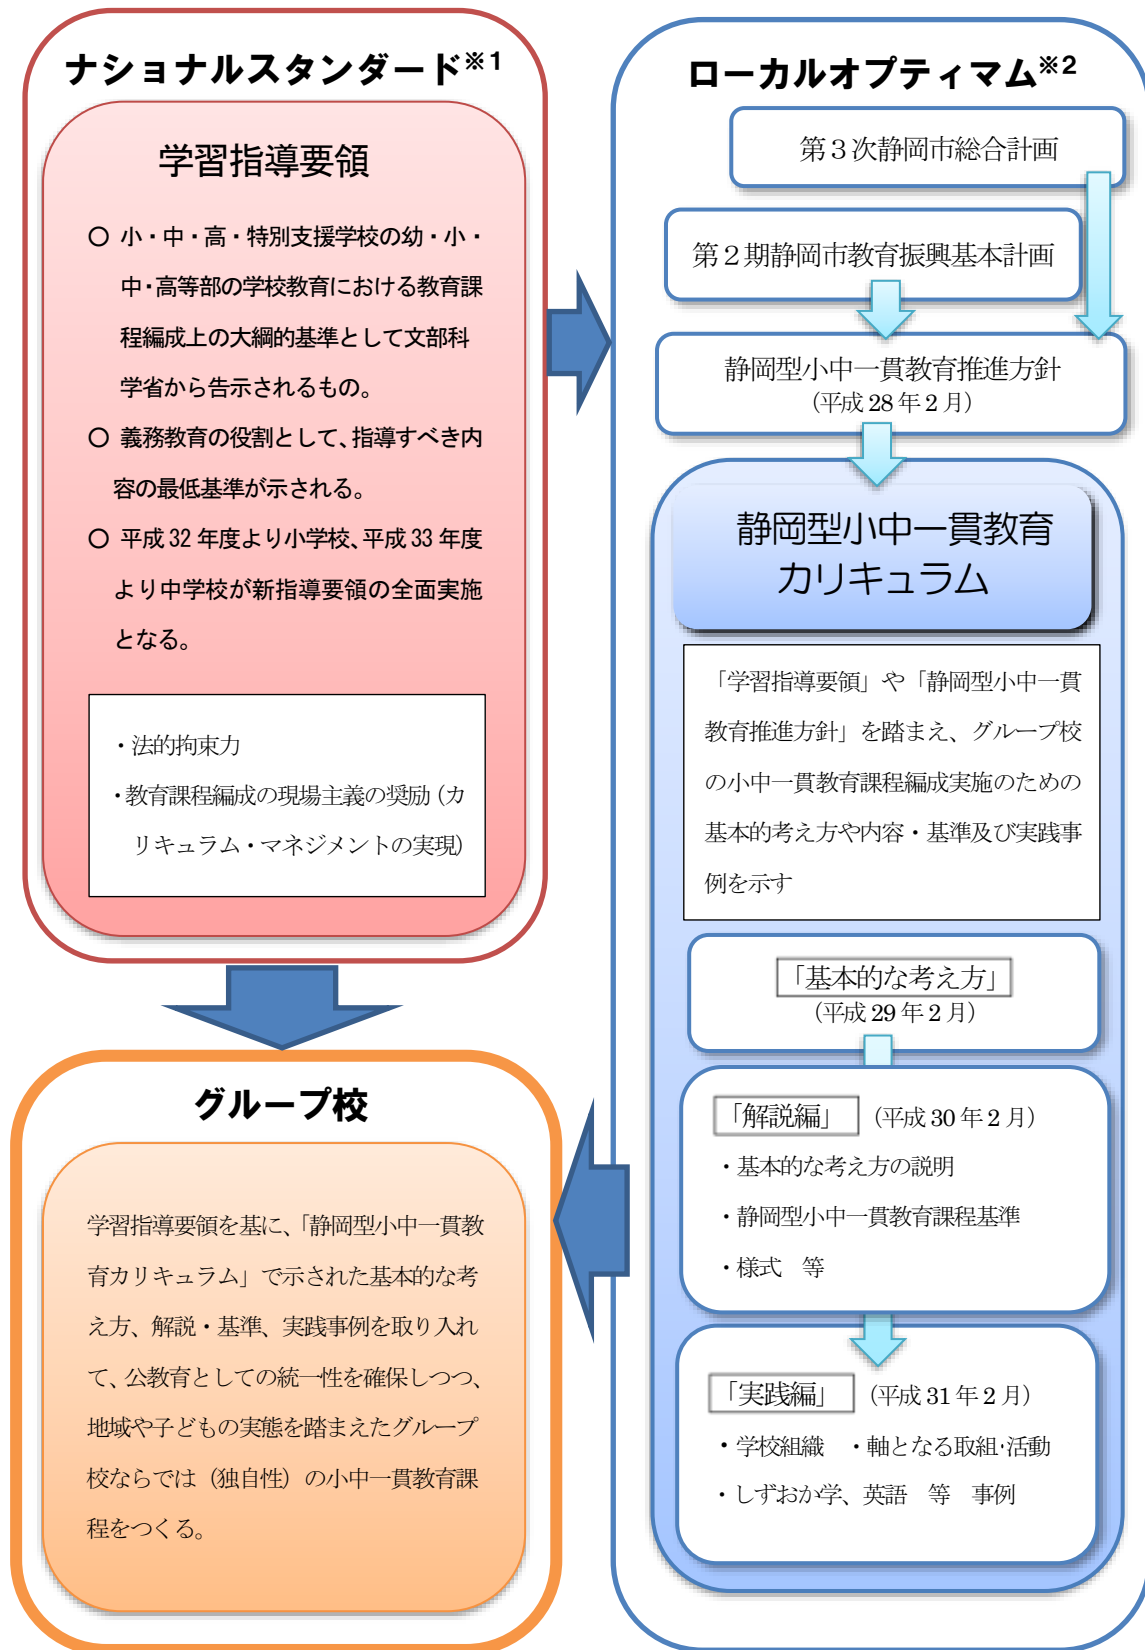 ナショナルスタンダード※1
学習指導要領
○ 小・中・高・特別支援学校の幼・小・
中・高等部の学校教育における教育課
程編成上の大綱的基準として文部科
学省から告示されるもの。
○ 義務教育の役割として、指導すべき内
容の最低基準が示される。
○ 平成32年度より小学校、平成33年度
より中学校が新指導要領の全面実施
となる。
・法的拘束力
・教育課程編成の現場主義の奨励（カ
リキュラム・マネジメントの実現）
ローカルオプティマム※2
第３次静岡市総合計画
第２期静岡市教育振興基本計画
静岡型小中一貫教育推進方針
（平成28年2月）
静岡型小中一貫教育
カリキュラム
「学習指導要領」や「静岡型小中一貫
教育推進方針」を踏まえ、グループ校
の小中一貫教育課程編成実施のための
基本的考え方や内容・基準及び実践事
例を示す
「基本的な考え方」
（平成29年2月）
「解説編」 （平成30年2月）
・基本的な考え方の説明
・静岡型小中一貫教育課程基準
・様式　等
「実践編」 （平成31年2月）
・学校組織　・軸となる取組・活動
・しずおか学、英語　等　事例
グループ校
学習指導要領を基に、「静岡型小中一貫教
育カリキュラム」で示された基本的な考
え方、解説・基準、実践事例を取り入れ
て、公教育としての統一性を確保しつつ、
地域や子どもの実態を踏まえたグループ
校ならでは（独自性）の小中一貫教育課
程をつくる。